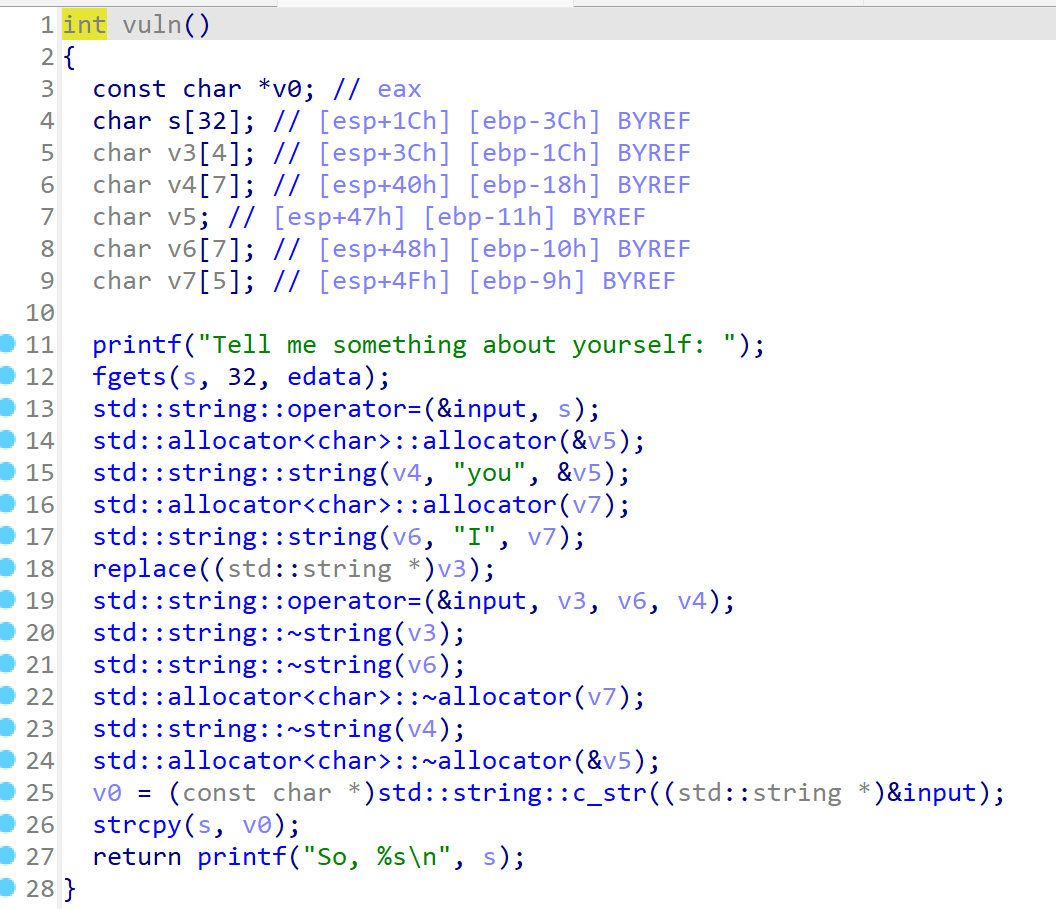 1 int vuln()
2 {
3   const char *v0; // eax
4   char s[32]; // [esp+1Ch] [ebp-3Ch] BYREF
5   char v3[4]; // [esp+3Ch] [ebp-1Ch] BYREF
6   char v4[7]; // [esp+40h] [ebp-18h] BYREF
7   char v5; // [esp+47h] [ebp-11h] BYREF
8   char v6[7]; // [esp+48h] [ebp-10h] BYREF
9   char v7[5]; // [esp+4Fh] [ebp-9h] BYREF
10
11   printf("Tell me something about yourself: ");
12   fgets(s, 32, edata);
13   std::string::operator=(&input, s);
14   std::allocator<char>::allocator(&v5);
15   std::string::string(v4, "you", &v5);
16   std::allocator<char>::allocator(v7);
17   std::string::string(v6, "I", v7);
18   replace((std::string *)v3);
19   std::string::operator=(&input, v3, v6, v4);
20   std::string::~string(v3);
21   std::string::~string(v6);
22   std::allocator<char>::~allocator(v7);
23   std::string::~string(v4);
24   std::allocator<char>::~allocator(&v5);
25   v0 = (const char *)std::string::c_str((std::string *)&input);
26   strcpy(s, v0);
27   return printf("So, %s\n", s);
28 }